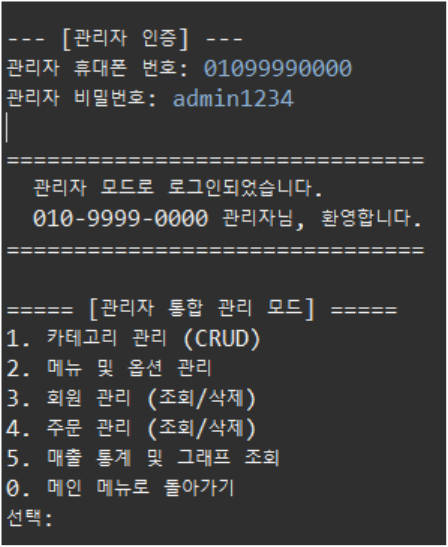 --- [관리자 인증] ---
관리자 휴대폰 번호: 01099990000
관리자 비밀번호: admin1234
===============================
관리자 모드로 로그인되었습니다.
010-9999-0000 관리자님, 환영합니다.
===============================
===== [관리자 통합 관리 모드] =====
1. 카테고리 관리 (CRUD)
2. 메뉴 및 옵션 관리
3. 회원 관리 (조회/삭제)
4. 주문 관리 (조회/삭제)
5. 매출 통계 및 그래프 조회
0. 메인 메뉴로 돌아가기
선택: